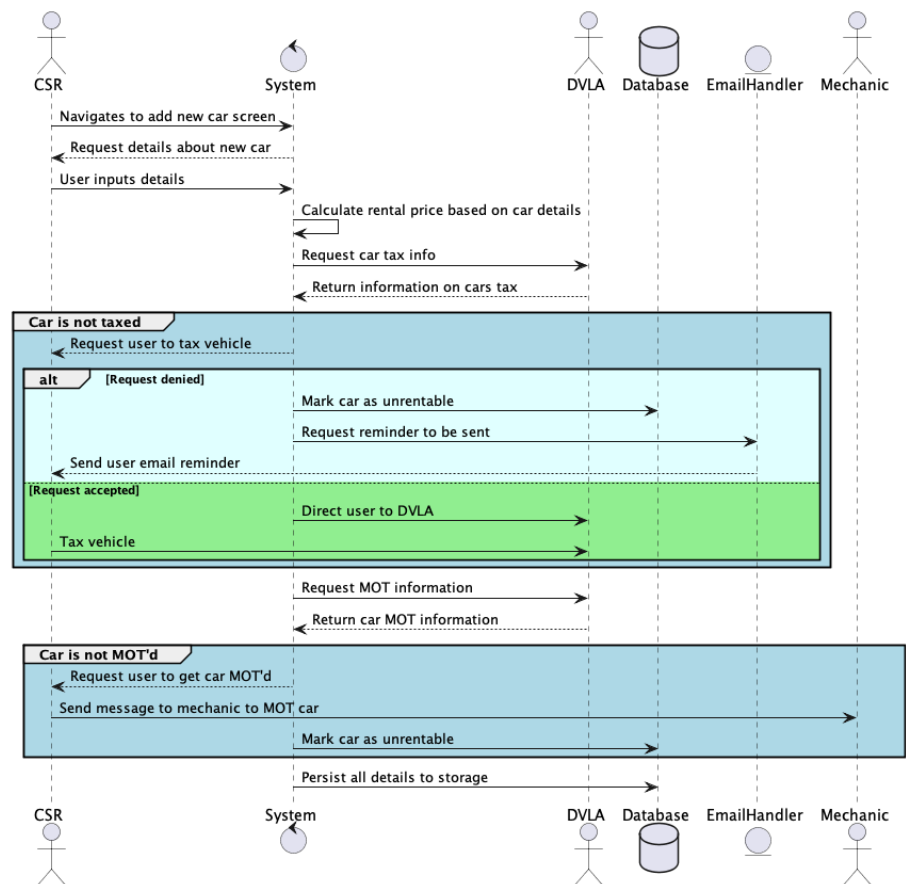 CSR System DVLA Database EmailHandler Mechanic
Navigates to add new car screen
Request details about new car
User inputs details
Calculate rental price based on car details
Request car tax info
Return information on cars tax
Car is not taxed
Request user to tax vehicle
alt [Request denied]
Mark car as unrentable
Request reminder to be sent
Send user email reminder
[Request accepted]
Direct user to DVLA
Tax vehicle
Request MOT information
Return car MOT information
Car is not MOT'd
Request user to get car MOT'd
Send message to mechanic to MOT car
Mark car as unrentable
Persist all details to storage
CSR System DVLA Database EmailHandler Mechanic